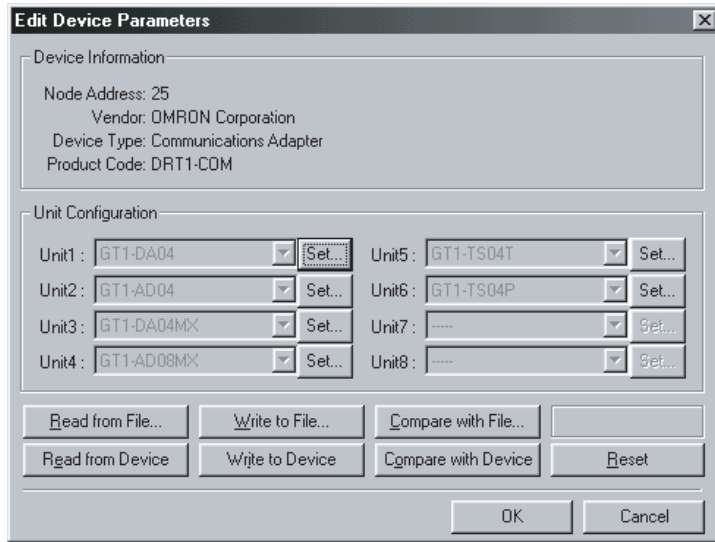 Edit Device Parameters
Device Information
Node Address: 25
Vendor: OMRON Corporation
Device Type: Communications Adapter
Product Code: DRT1-COM
Unit Configuration
Unit1 : GT1-DA04 Set... Unit5 : GT1-TS04T Set...
Unit2 : GT1-AD04 Set... Unit6 : GT1-TS04P Set...
Unit3 : GT1-DA04MX Set... Unit7 : ----- Set...
Unit4 : GT1-AD08MX Set... Unit8 : ----- Set...
Read from File... Write to File... Compare with File...
Read from Device Write to Device Compare with Device Reset
OK Cancel